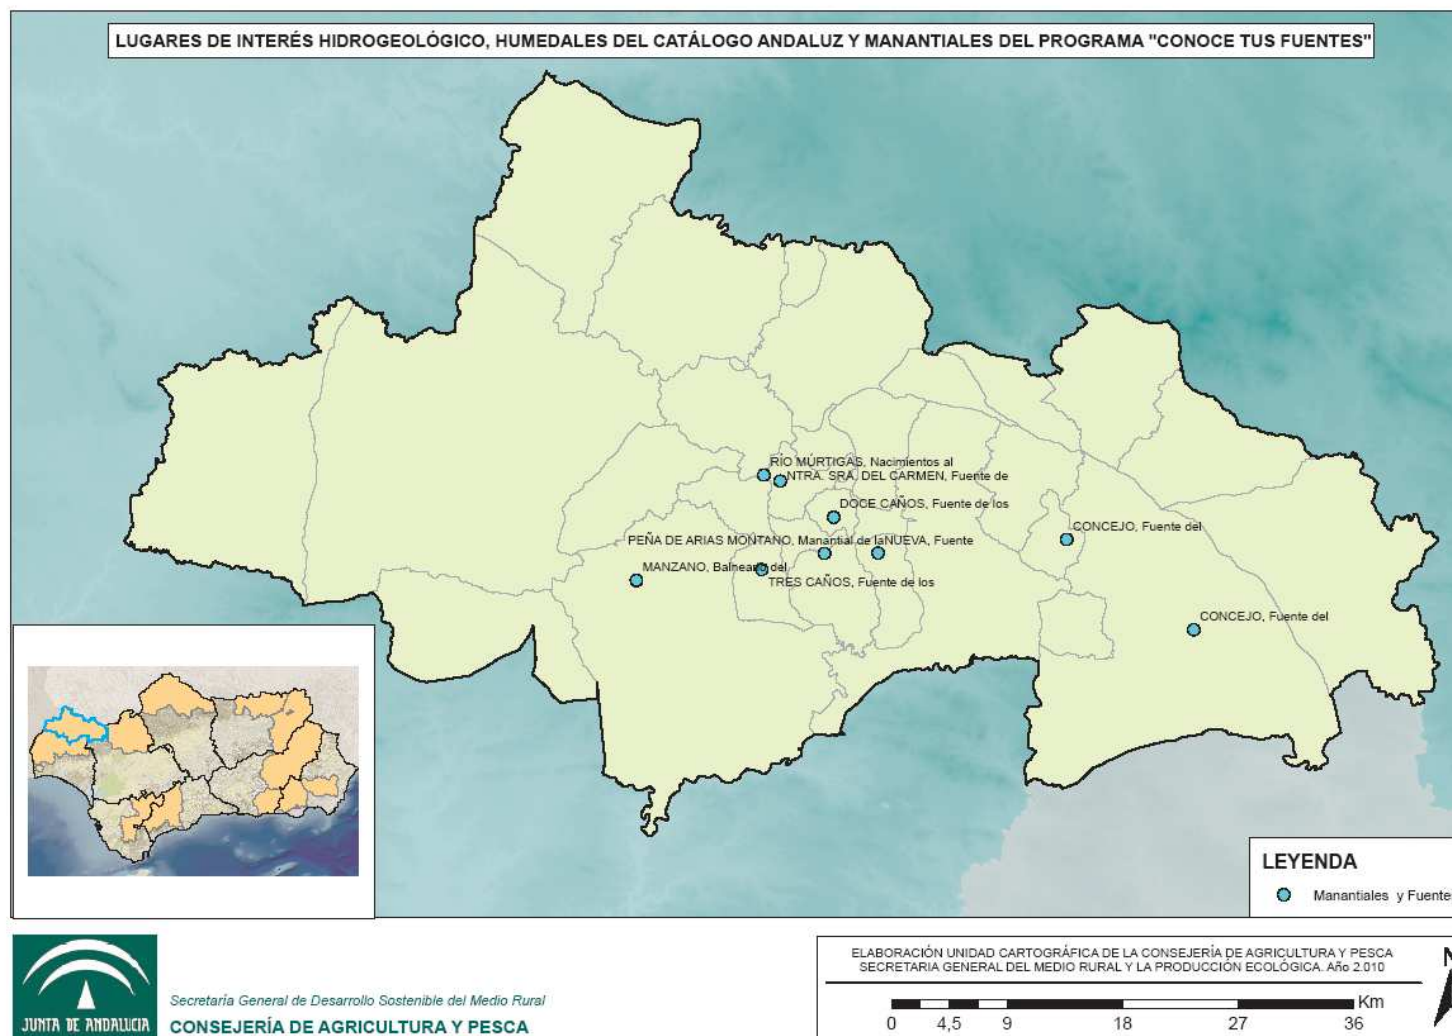 LUGARES DE INTERÉS HIDROGEOLÓGICO, HUMEDALES DEL CATÁLOGO ANDALUZ Y MANANTIALES DEL PROGRAMA "CONOCE TUS FUENTES"
RÍO MÚRTIGAS, Nacimientos al
NTRA. SRA. DEL CARMEN, Fuente de
DOCE CAÑOS, Fuente de los
CONCEJO, Fuente del
PEÑA DE ARIAS MONTANO, Manantial de la
NUEVA, Fuente
MANZANO, Balneario del
TRES CAÑOS, Fuente de los
CONCEJO, Fuente del
LEYENDA
Manantiales y Fuente
JUNTA DE ANDALUCIA
Secretaría General de Desarrollo Sostenible del Medio Rural
CONSEJERÍA DE AGRICULTURA Y PESCA
ELABORACIÓN UNIDAD CARTOGRÁFICA DE LA CONSEJERÍA DE AGRICULTURA Y PESCA
SECRETARIA GENERAL DEL MEDIO RURAL Y LA PRODUCCIÓN ECOLÓGICA. Año 2.010
N
Km
0 4,5 9 18 27 36